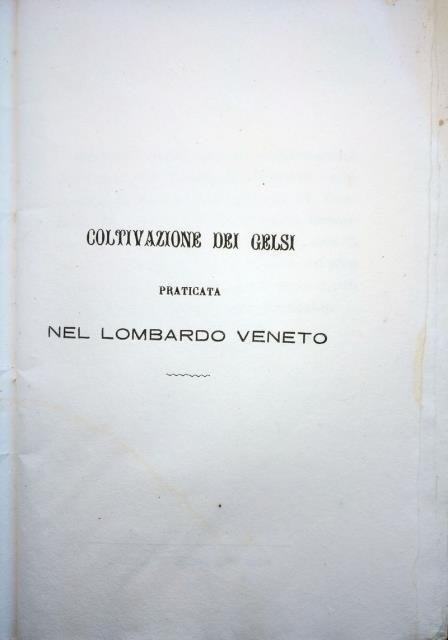 COLTIVAZIONE DEI GELSI
PRATICATA
NEL LOMBARDO VENETO